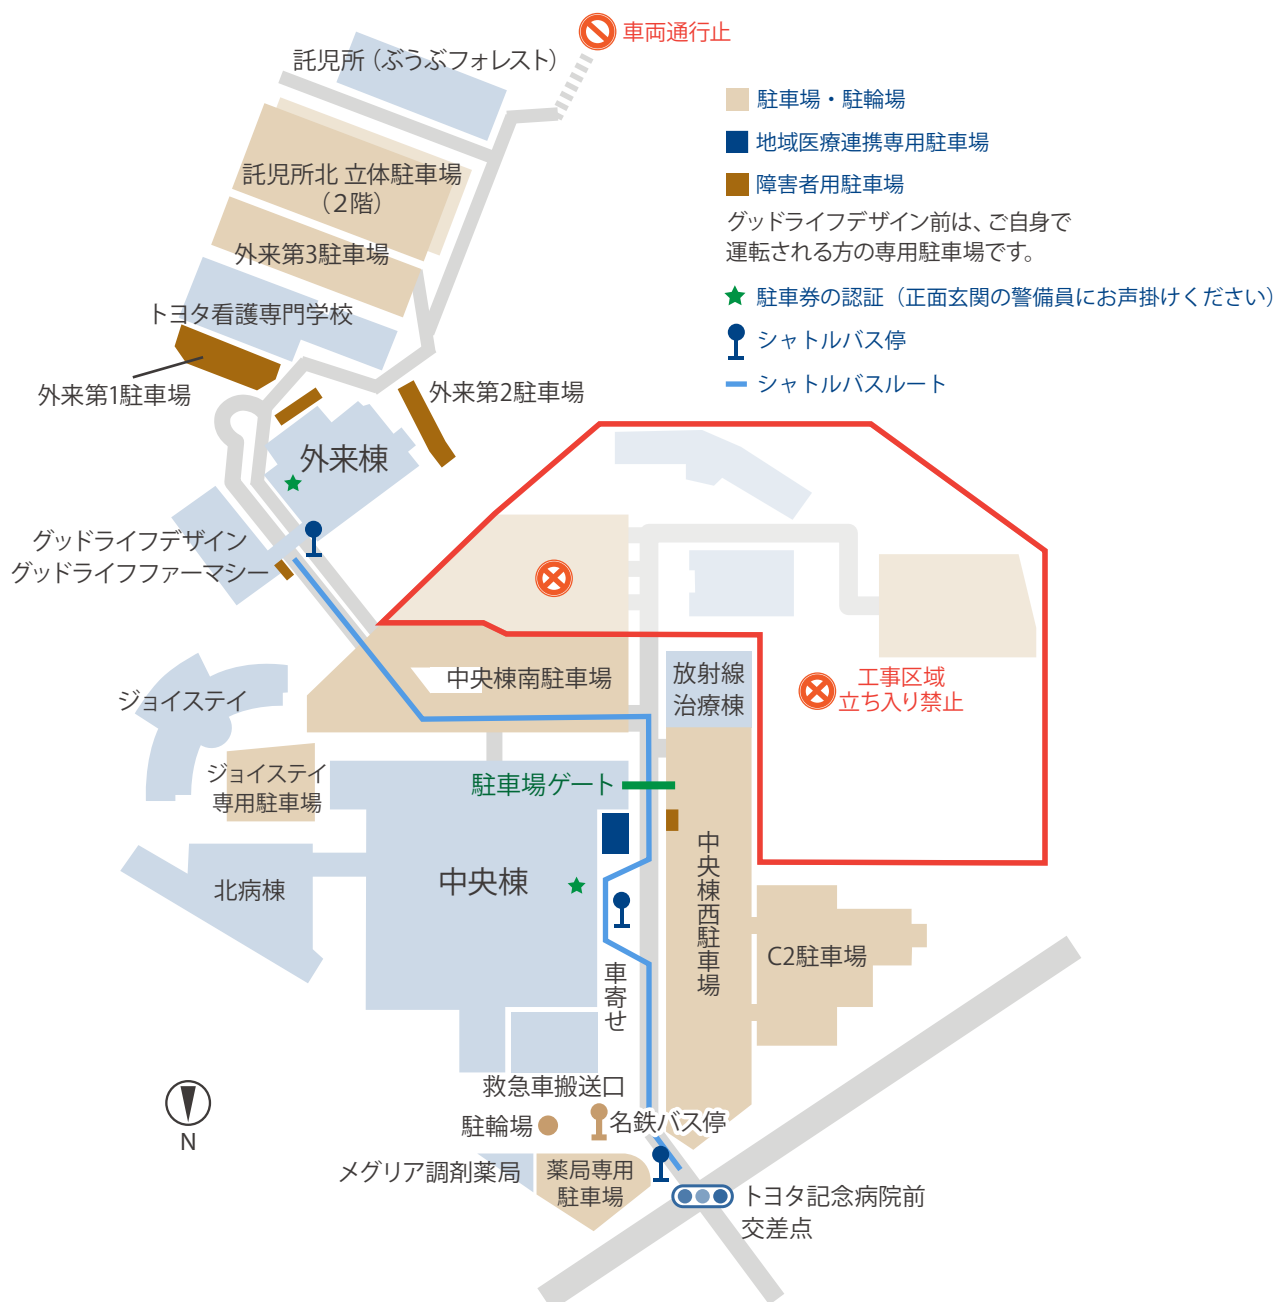 車両通行止
託児所（ぶうぶフォレスト）
駐車場・駐輪場
地域医療連携専用駐車場
障害者用駐車場
グッドライフデザイン前は、ご自身で
運転される方の専用駐車場です。
駐車券の認証（正面玄関の警備員にお声掛けください）
シャトルバス停
シャトルバスルート
託児所北 立体駐車場
（２階）
外来第3駐車場
トヨタ看護専門学校
外来第1駐車場
外来第2駐車場
外来棟
グッドライフデザイン
グッドライフファーマシー
中央棟南駐車場
放射線
治療棟
工事区域
立ち入り禁止
ジョイステイ
ジョイステイ
専用駐車場
駐車場ゲート
中央棟西駐車場
北病棟
中央棟
C2駐車場
車寄せ
救急車搬送口
駐輪場
名鉄バス停
メグリア調剤薬局
薬局専用
駐車場
トヨタ記念病院前
交差点
N